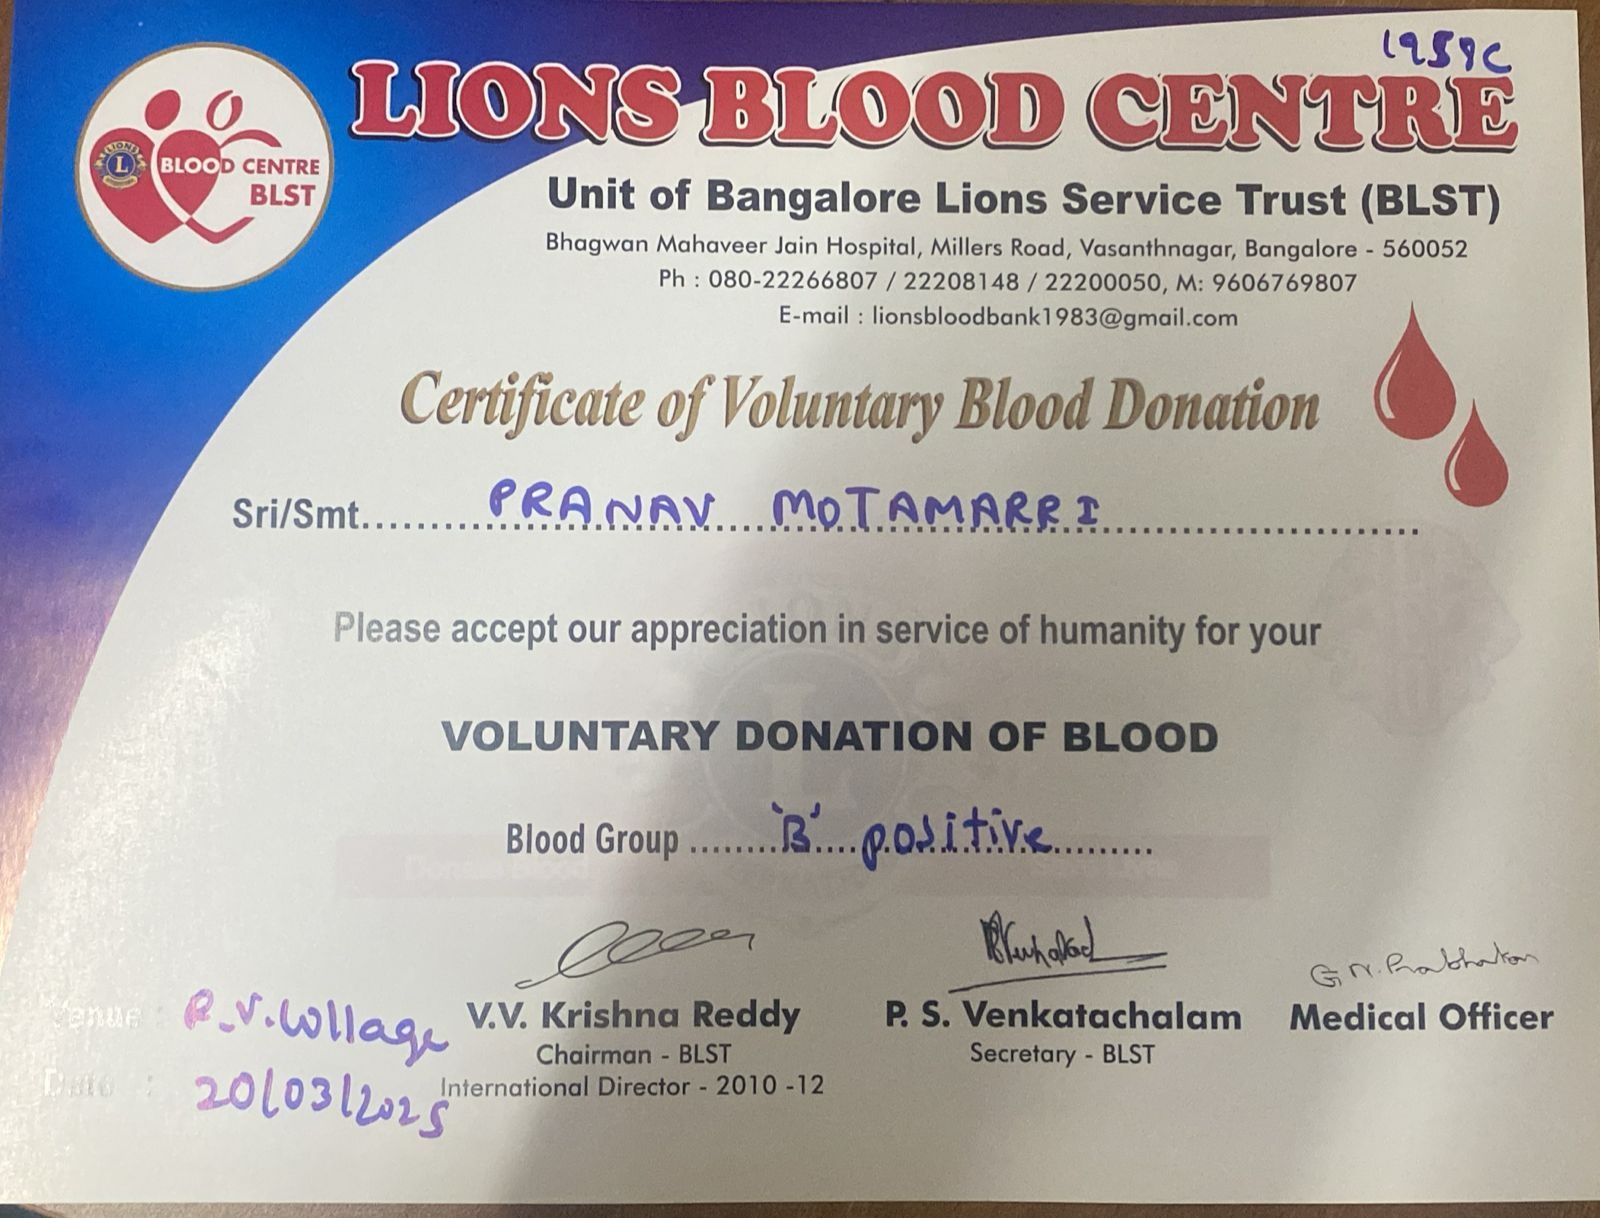 1959C
LIONS BLOOD CENTRE
LIONS
L
BLOOD CENTRE
BLST
Unit of Bangalore Lions Service Trust (BLST)
Bhagwan Mahaveer Jain Hospital, Millers Road, Vasanthnagar, Bangalore - 560052
Ph : 080-22266807 / 22208148 / 22200050, M: 9606769807
E-mail : lionsbloodbank1983@gmail.com
Certificate of Voluntary Blood Donation
Sri/Smt. PRANAV MOTAMARRI
Please accept our appreciation in service of humanity for your
VOLUNTARY DONATION OF BLOOD
Blood Group 'B' positive
G N. Prabhakar
Venue : R.V. Collage
V.V. Krishna Reddy
P. S. Venkatachalam
Medical Officer
Chairman - BLST
Secretary - BLST
Date : 20/03/2025
International Director - 2010 -12